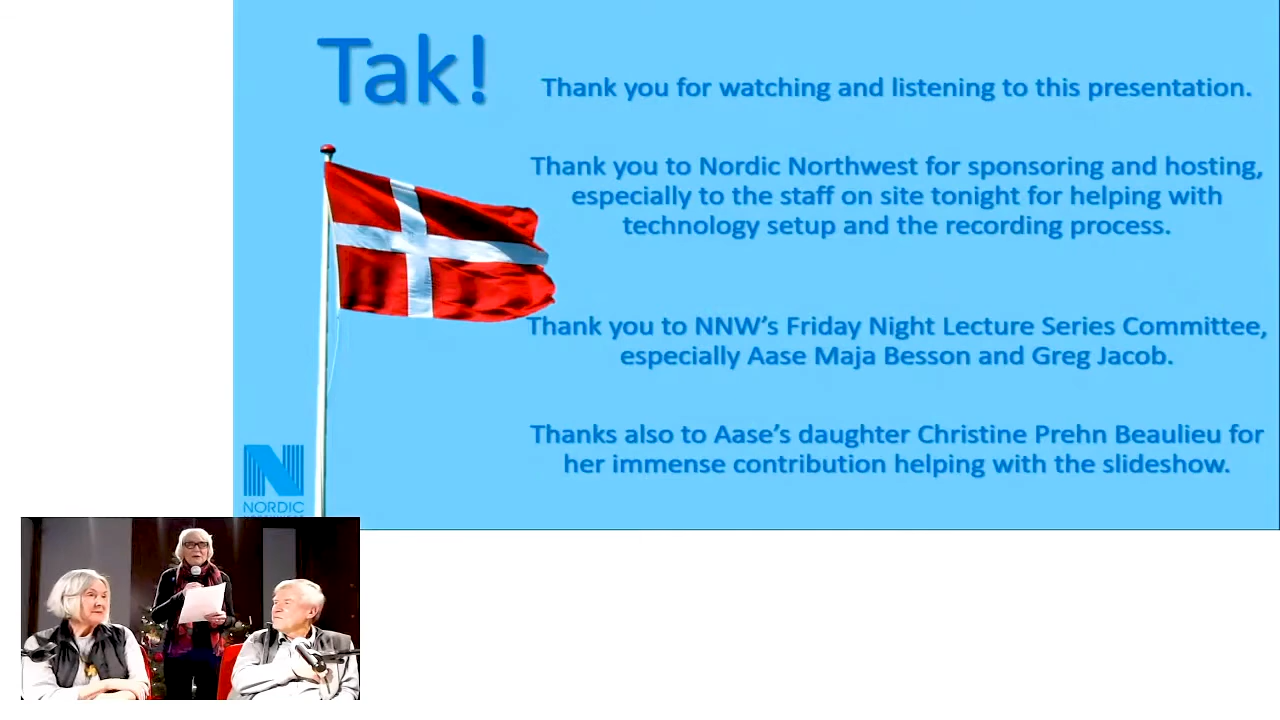 Tak!
Thank you for watching and listening to this presentation.
Thank you to Nordic Northwest for sponsoring and hosting,
especially to the staff on site tonight for helping with
technology setup and the recording process.
Thank you to NNW's Friday Night Lecture Series Committee,
especially Aase Maja Besson and Greg Jacob.
Thanks also to Aase's daughter Christine Prehn Beaulieu for
her immense contribution helping with the slideshow.
N
NORDIC